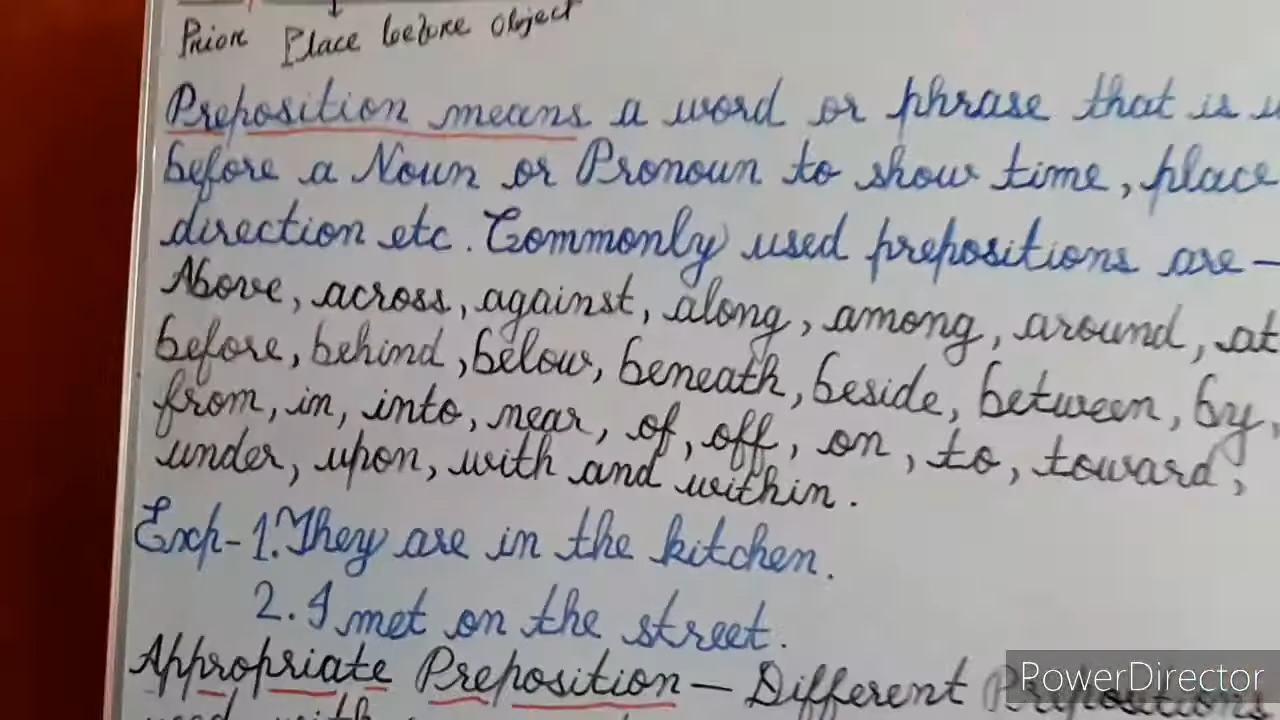 Prior Place before object
Preposition means a word or phrase that is
before a Noun or Pronoun to show time, place
direction etc. Commonly used prepositions are-
Above, across, against, along, among, around, at
before, behind, below, beneath, beside, between, by,
from, in, into, near, of, off, on, to, toward,
under, upon, with and within.
Exp- 1. They are in the kitchen.
2. I met on the street.
Appropriate Preposition - Different Prepositions
PowerDirector